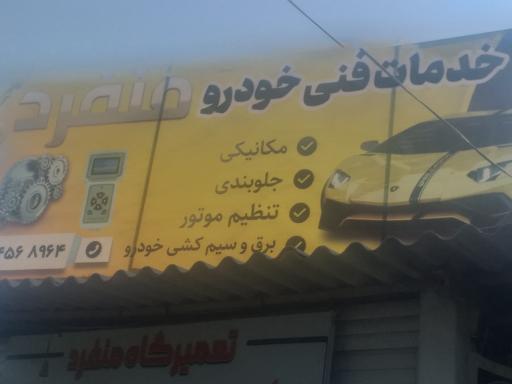 خدمات فنی خودرو منفرد
مکانیکی
جلوبندی
تنظیم موتور
برق و سیم کشی خودرو
۴۵۶ ۸۹۶۴
تعمیرگاه منفرد